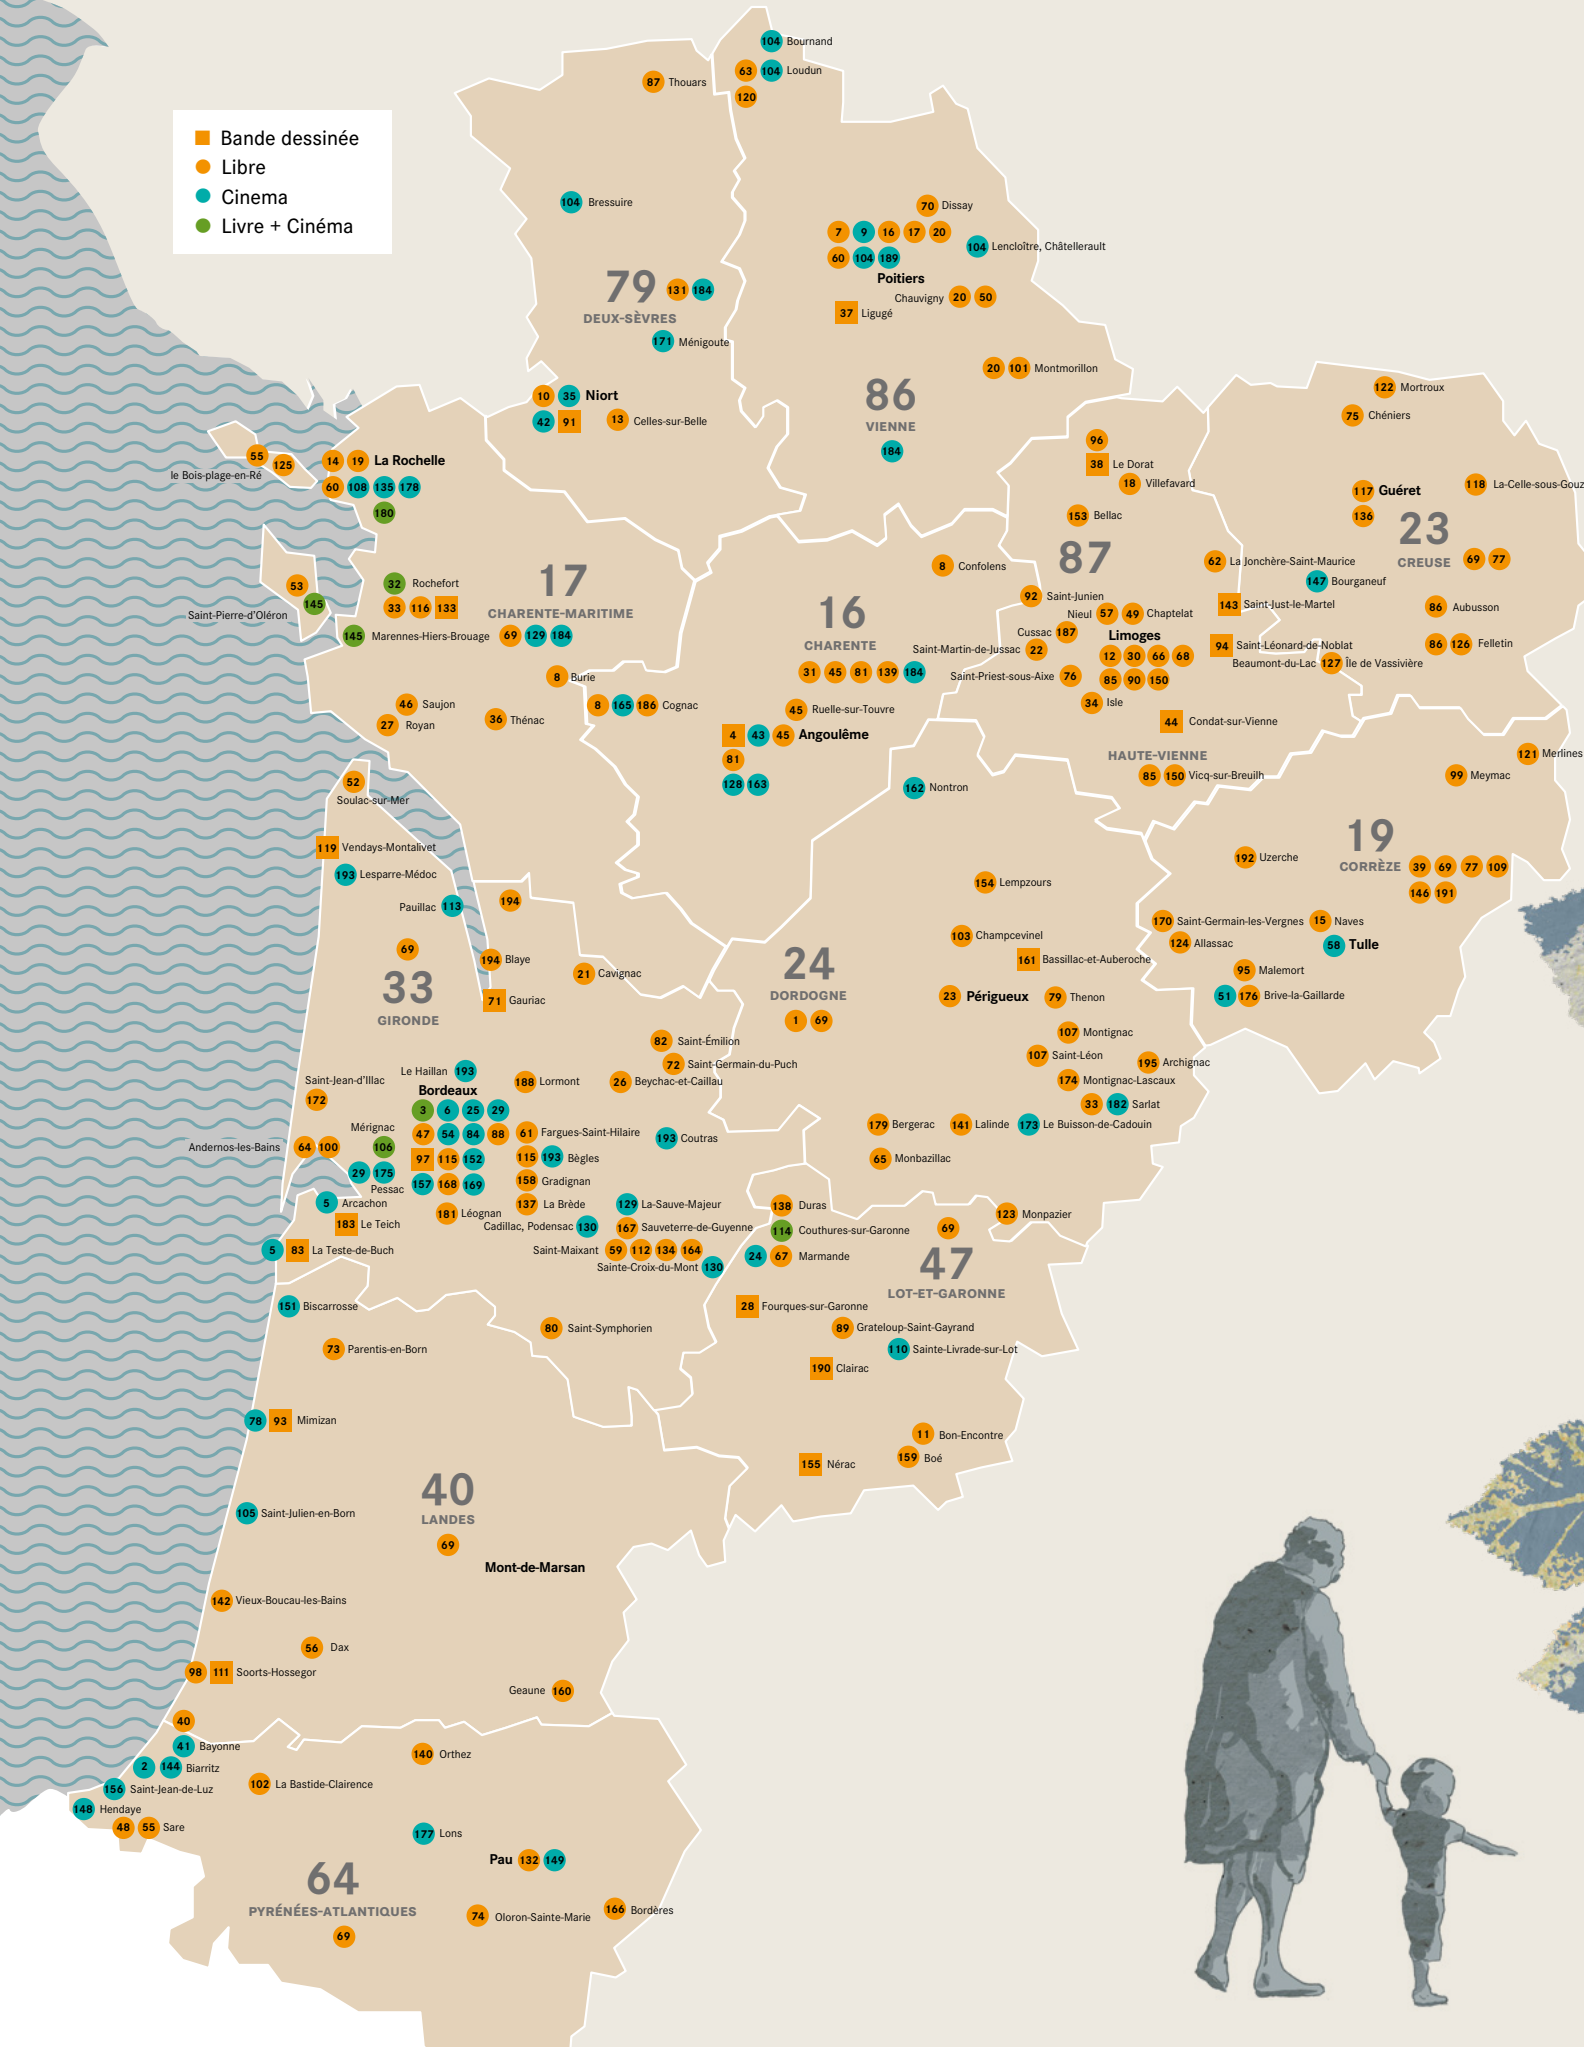 104 Bournand
63 104 Loudun
120
87 Thouars
Bande dessinée
Libre
Cinema
Livre + Cinéma
104 Bressuire
70 Dissay
7 9 16 17 20
104 Lencloître, Châtellerault
60 104 189
Poitiers
79 131 184
DEUX-SÈVRES
Chauvigny 20 50
37 Ligugé
171 Ménigoute
20 101 Montmorillon
86
VIENNE
184
10 35 Niort
42 91
13 Celles-sur-Belle
122 Mortroux
75 Chéniers
96
38 Le Dorat
18 Villefavard
153 Bellac
55 125
le Bois-plage-en-Ré
14 19 La Rochelle
60 108 135 178
180
117 Guéret
136
118 La-Celle-sous-Gouz
23
CREUSE 69 77
87
62 La Jonchère-Saint-Maurice
147 Bourganeuf
143 Saint-Just-le-Martel
86 Aubusson
86 126 Felletin
94 Saint-Léonard-de-Noblat
Beaumont-du-Lac 127 Île de Vassivière
8 Confolens
92 Saint-Junien
Nieul 57 49 Chaptelat
Cussac 187
Limoges
Saint-Martin-de-Jussac 22
12 30 66 68
Saint-Priest-sous-Aixe 76
85 90 150
34 Isle
44 Condat-sur-Vienne
HAUTE-VIENNE
85 150 Vicq-sur-Breuilh
53
145
Saint-Pierre-d'Oléron
32 Rochefort
33 116 133
17
CHARENTE-MARITIME
145 Marennes-Hiers-Brouage 69 129 184
16
CHARENTE
31 45 81 139 184
8 Burie
8 165 186 Cognac
46 Saujon
27 Royan
36 Thénac
45 Ruelle-sur-Touvre
4 43 45 Angoulême
81
128 163
121 Merlines
99 Meymac
52
Soulac-sur-Mer
162 Nontron
119 Vendays-Montalivet
193 Lesparre-Médoc
Pauillac 113
194
69
33
GIRONDE
194 Blaye
71 Gauriac
21 Cavignac
19
CORRÈZE 39 69 77 109
146 191
192 Uzerche
170 Saint-Germain-les-Vergnes
15 Naves
124 Allassac
58 Tulle
95 Malemort
51 176 Brive-la-Gaillarde
154 Lempzours
103 Champcevinel
161 Bassillac-et-Auberoche
24
DORDOGNE
1 69
23 Périgueux
79 Thenon
107 Montignac
107 Saint-Léon
195 Archignac
174 Montignac-Lascaux
33 182 Sarlat
179 Bergerac
141 Lalinde
173 Le Buisson-de-Cadouin
65 Monbazillac
82 Saint-Émilion
72 Saint-Germain-du-Puch
26 Beychac-et-Caillau
188 Lormont
Le Haillan 193
Bordeaux
3 6 25 29
47 54 84 88
97 115 152
157 168 169
Saint-Jean-d'Illac
172
Mérignac
106
Andernos-les-Bains 64 100
29 175
Pessac
61 Fargues-Saint-Hilaire
115 193 Bègles
158 Gradignan
137 La Brède
193 Coutras
5 Arcachon
183 Le Teich
181 Léognan
129 La-Sauve-Majeur
Cadillac, Podensac 130
167 Sauveterre-de-Guyenne
5 83 La Teste-de-Buch
Saint-Maixant 59 112 134 164
Sainte-Croix-du-Mont 130
138 Duras
114 Couthures-sur-Garonne
24 67 Marmande
123 Monpazier
69
47
LOT-ET-GARONNE
28 Fourques-sur-Garonne
89 Grateloup-Saint-Gayrand
110 Sainte-Livrade-sur-Lot
190 Clairac
11 Bon-Encontre
159 Boé
155 Nérac
80 Saint-Symphorien
151 Biscarrosse
73 Parentis-en-Born
78 93 Mimizan
40
LANDES
69
105 Saint-Julien-en-Born
Mont-de-Marsan
142 Vieux-Boucau-les-Bains
56 Dax
98 111 Soorts-Hossegor
Geaune 160
40
41 Bayonne
2 144 Biarritz
156 Saint-Jean-de-Luz
148 Hendaye
48 55 Sare
102 La Bastide-Clairence
140 Orthez
177 Lons
Pau 132 149
64
PYRÉNÉES-ATLANTIQUES
69
74 Oloron-Sainte-Marie
166 Bordères